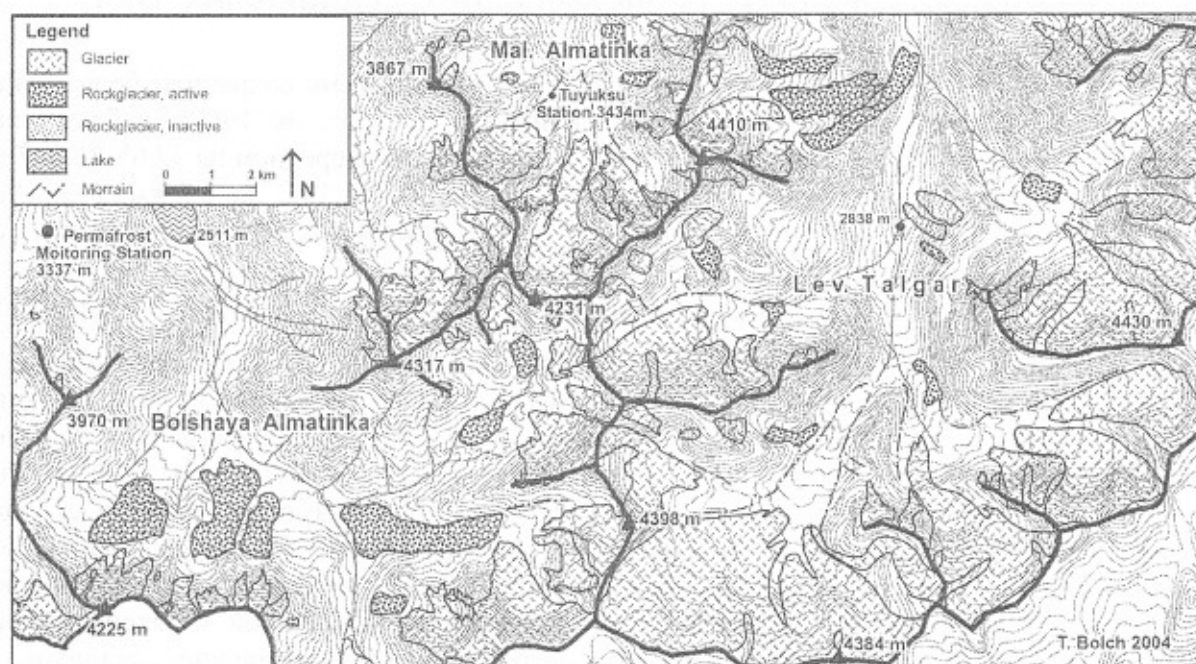 Legend
Glacier
Rockglacier, active
Rockglacier, inactive
Lake
Morrain
0 1 2 km
N
Mal. Almatinka
3867 m
Tuyuksu
Station 3434m
4410 m
Permafrost
Moitoring Station
3337 m
2511 m
2838 m
Lev. Talgar
4231 m
4430 m
4317 m
3970 m
Bolshaya Almatinka
4398 m
4225 m
4384 m
T. Bolch 2004